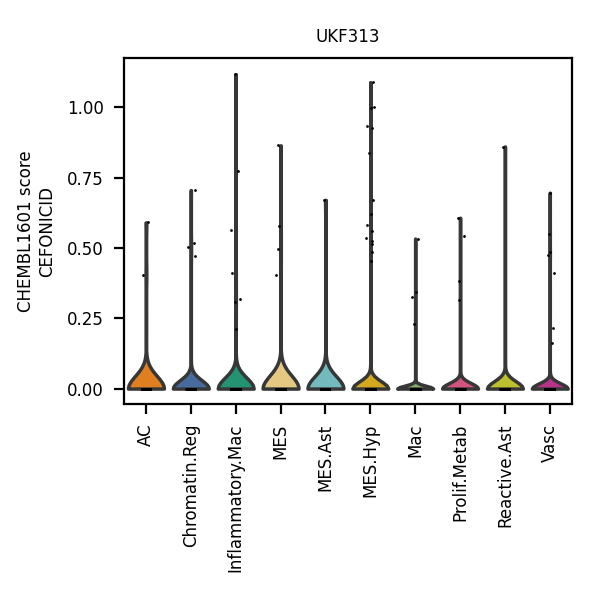 UKF313
CHEMBL1601 score
CEFONICID
1.00
0.75
0.50
0.25
0.00
AC
Chromatin.Reg
Inflammatory.Mac
MES
MES.Ast
MES.Hyp
Mac
Prolif.Metab
Reactive.Ast
Vasc